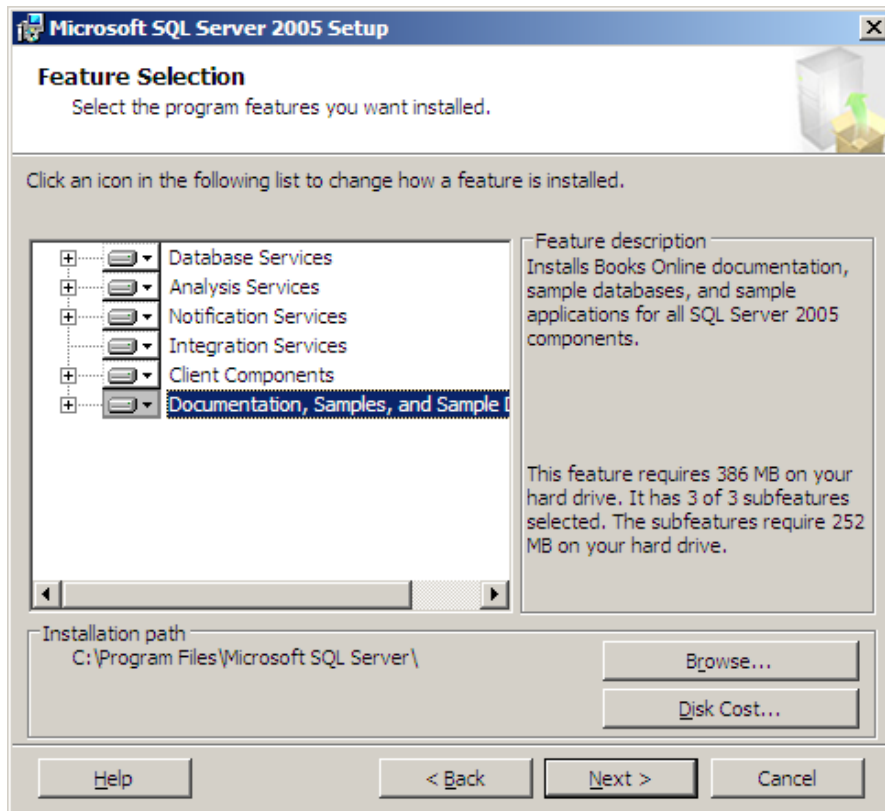 Microsoft SQL Server 2005 Setup
Feature Selection
Select the program features you want installed.
Click an icon in the following list to change how a feature is installed.
Database Services
Analysis Services
Notification Services
Integration Services
Client Components
Documentation, Samples, and Sample
Feature description
Installs Books Online documentation,
sample databases, and sample
applications for all SQL Server 2005
components.
This feature requires 386 MB on your
hard drive. It has 3 of 3 subfeatures
selected. The subfeatures require 252
MB on your hard drive.
Installation path
C:\Program Files\Microsoft SQL Server\
Browse...
Disk Cost...
Help
< Back
Next >
Cancel